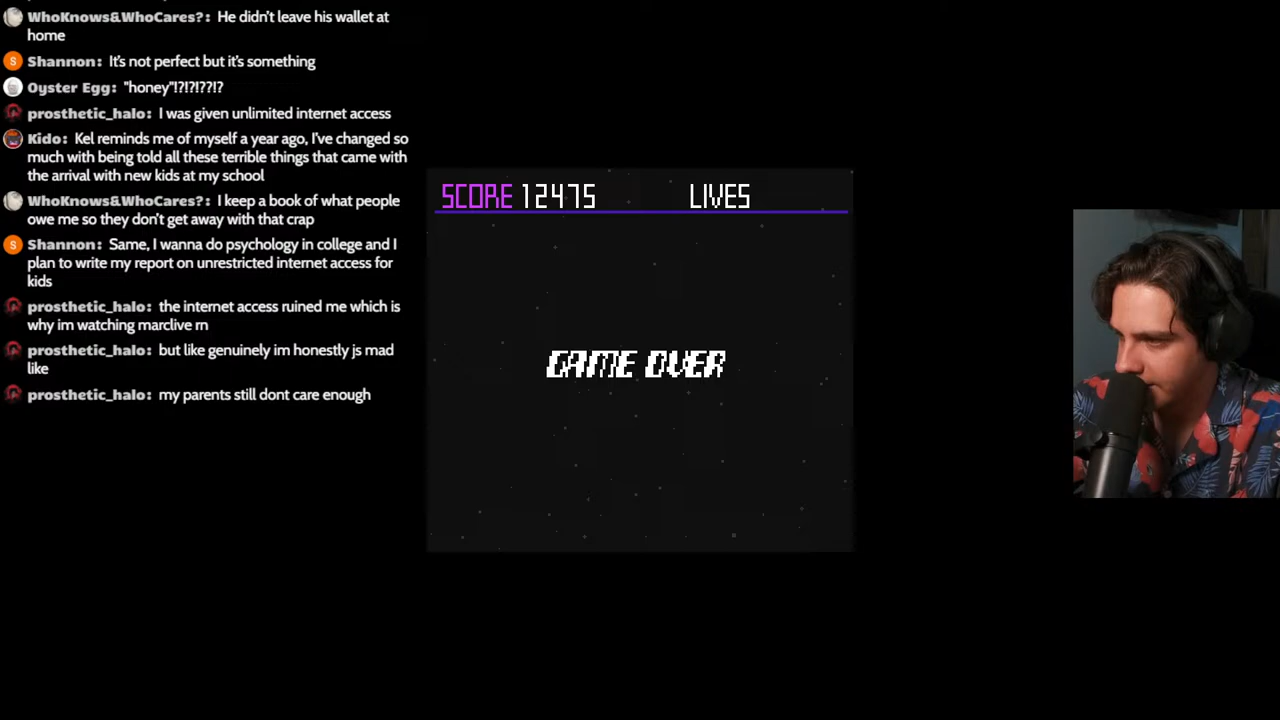 WhoKnows&WhoCares?: He didn't leave his wallet at
home
S Shannon: It's not perfect but it's something
Oyster Egg: "honey"!?!?!??!?
prosthetic_halo: I was given unlimited internet access
Kido: Kel reminds me of myself a year ago, I've changed so
much with being told all these terrible things that came with
the arrival with new kids at my school
WhoKnows&WhoCares?: I keep a book of what people
owe me so they don't get away with that crap
S Shannon: Same, I wanna do psychology in college and I
plan to write my report on unrestricted internet access for
kids
prosthetic_halo: the internet access ruined me which is
why im watching marclive rn
prosthetic_halo: but like genuinely im honestly js mad
like
prosthetic_halo: my parents still dont care enough
SCORE 12475 LIVES
GAME OVER